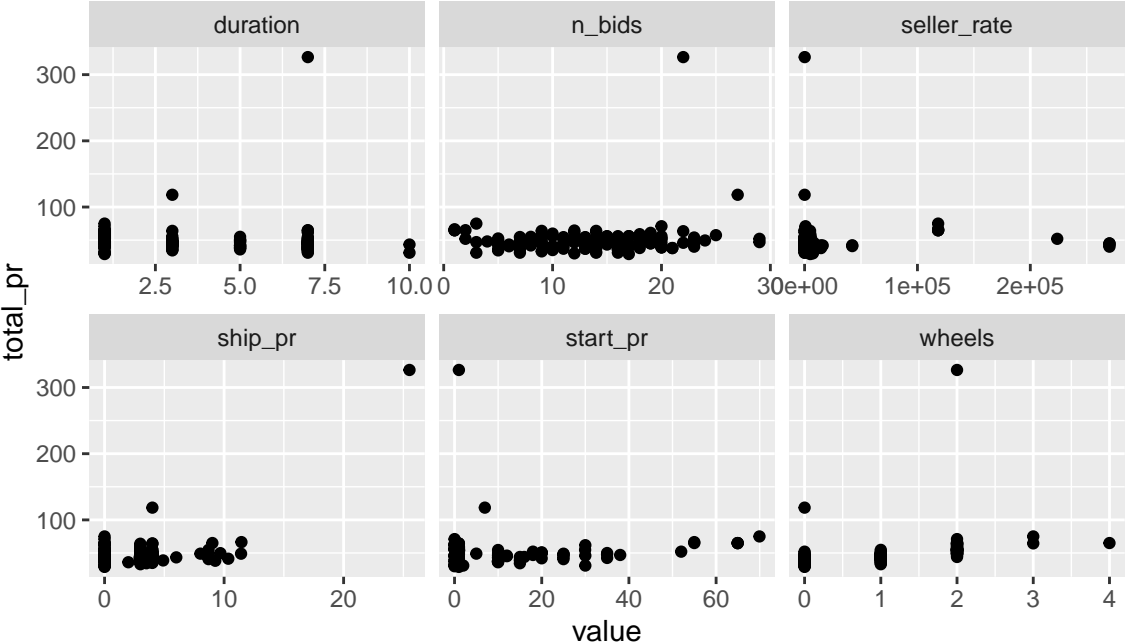 duration n_bids seller_rate
300
200
100
2.5 5.0 7.5 10.0 0 10 20 30 0e+00 1e+05 2e+05
total_pr
ship_pr start_pr wheels
300
200
100
0 10 20 0 20 40 60 0 1 2 3 4
value